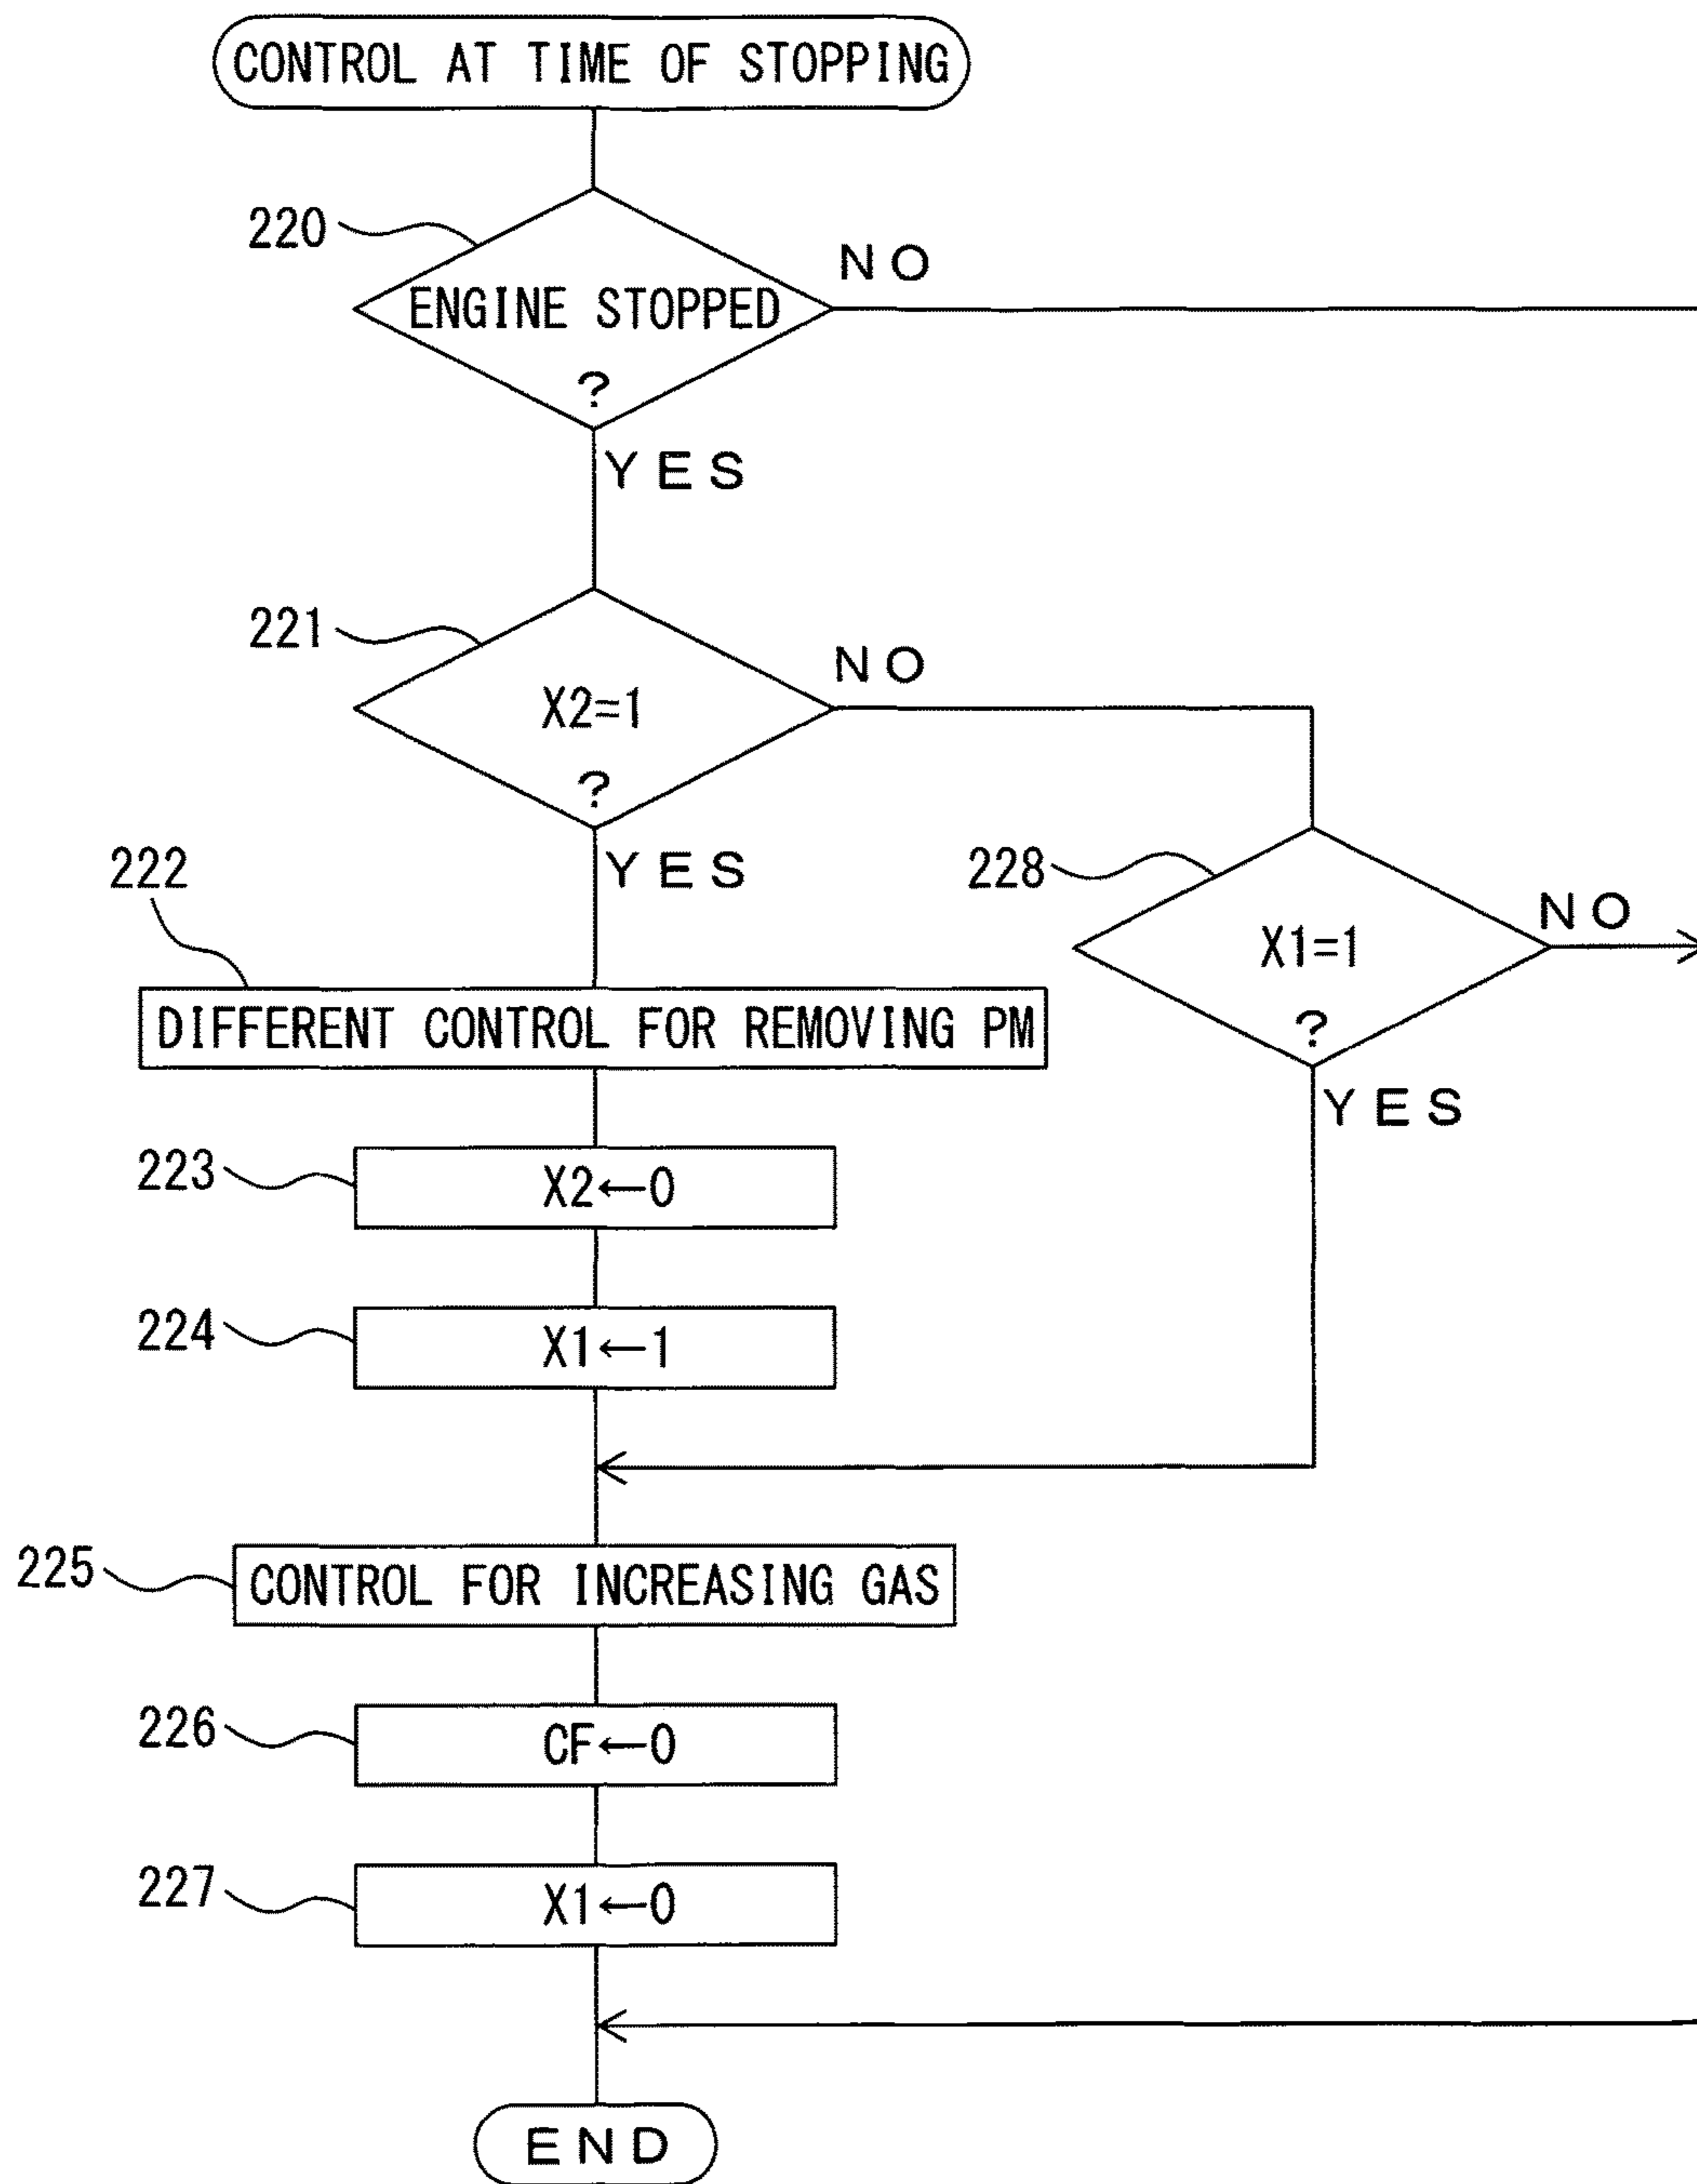 CONTROL AT TIME OF STOPPING
220
NO
ENGINE STOPPED
?
YES
221
NO
X2=1
?
YES
222
228
NO
X1=1
?
YES
DIFFERENT CONTROL FOR REMOVING PM
223
X2←0
224
X1←1
225
CONTROL FOR INCREASING GAS
226
CF←0
227
X1←0
END